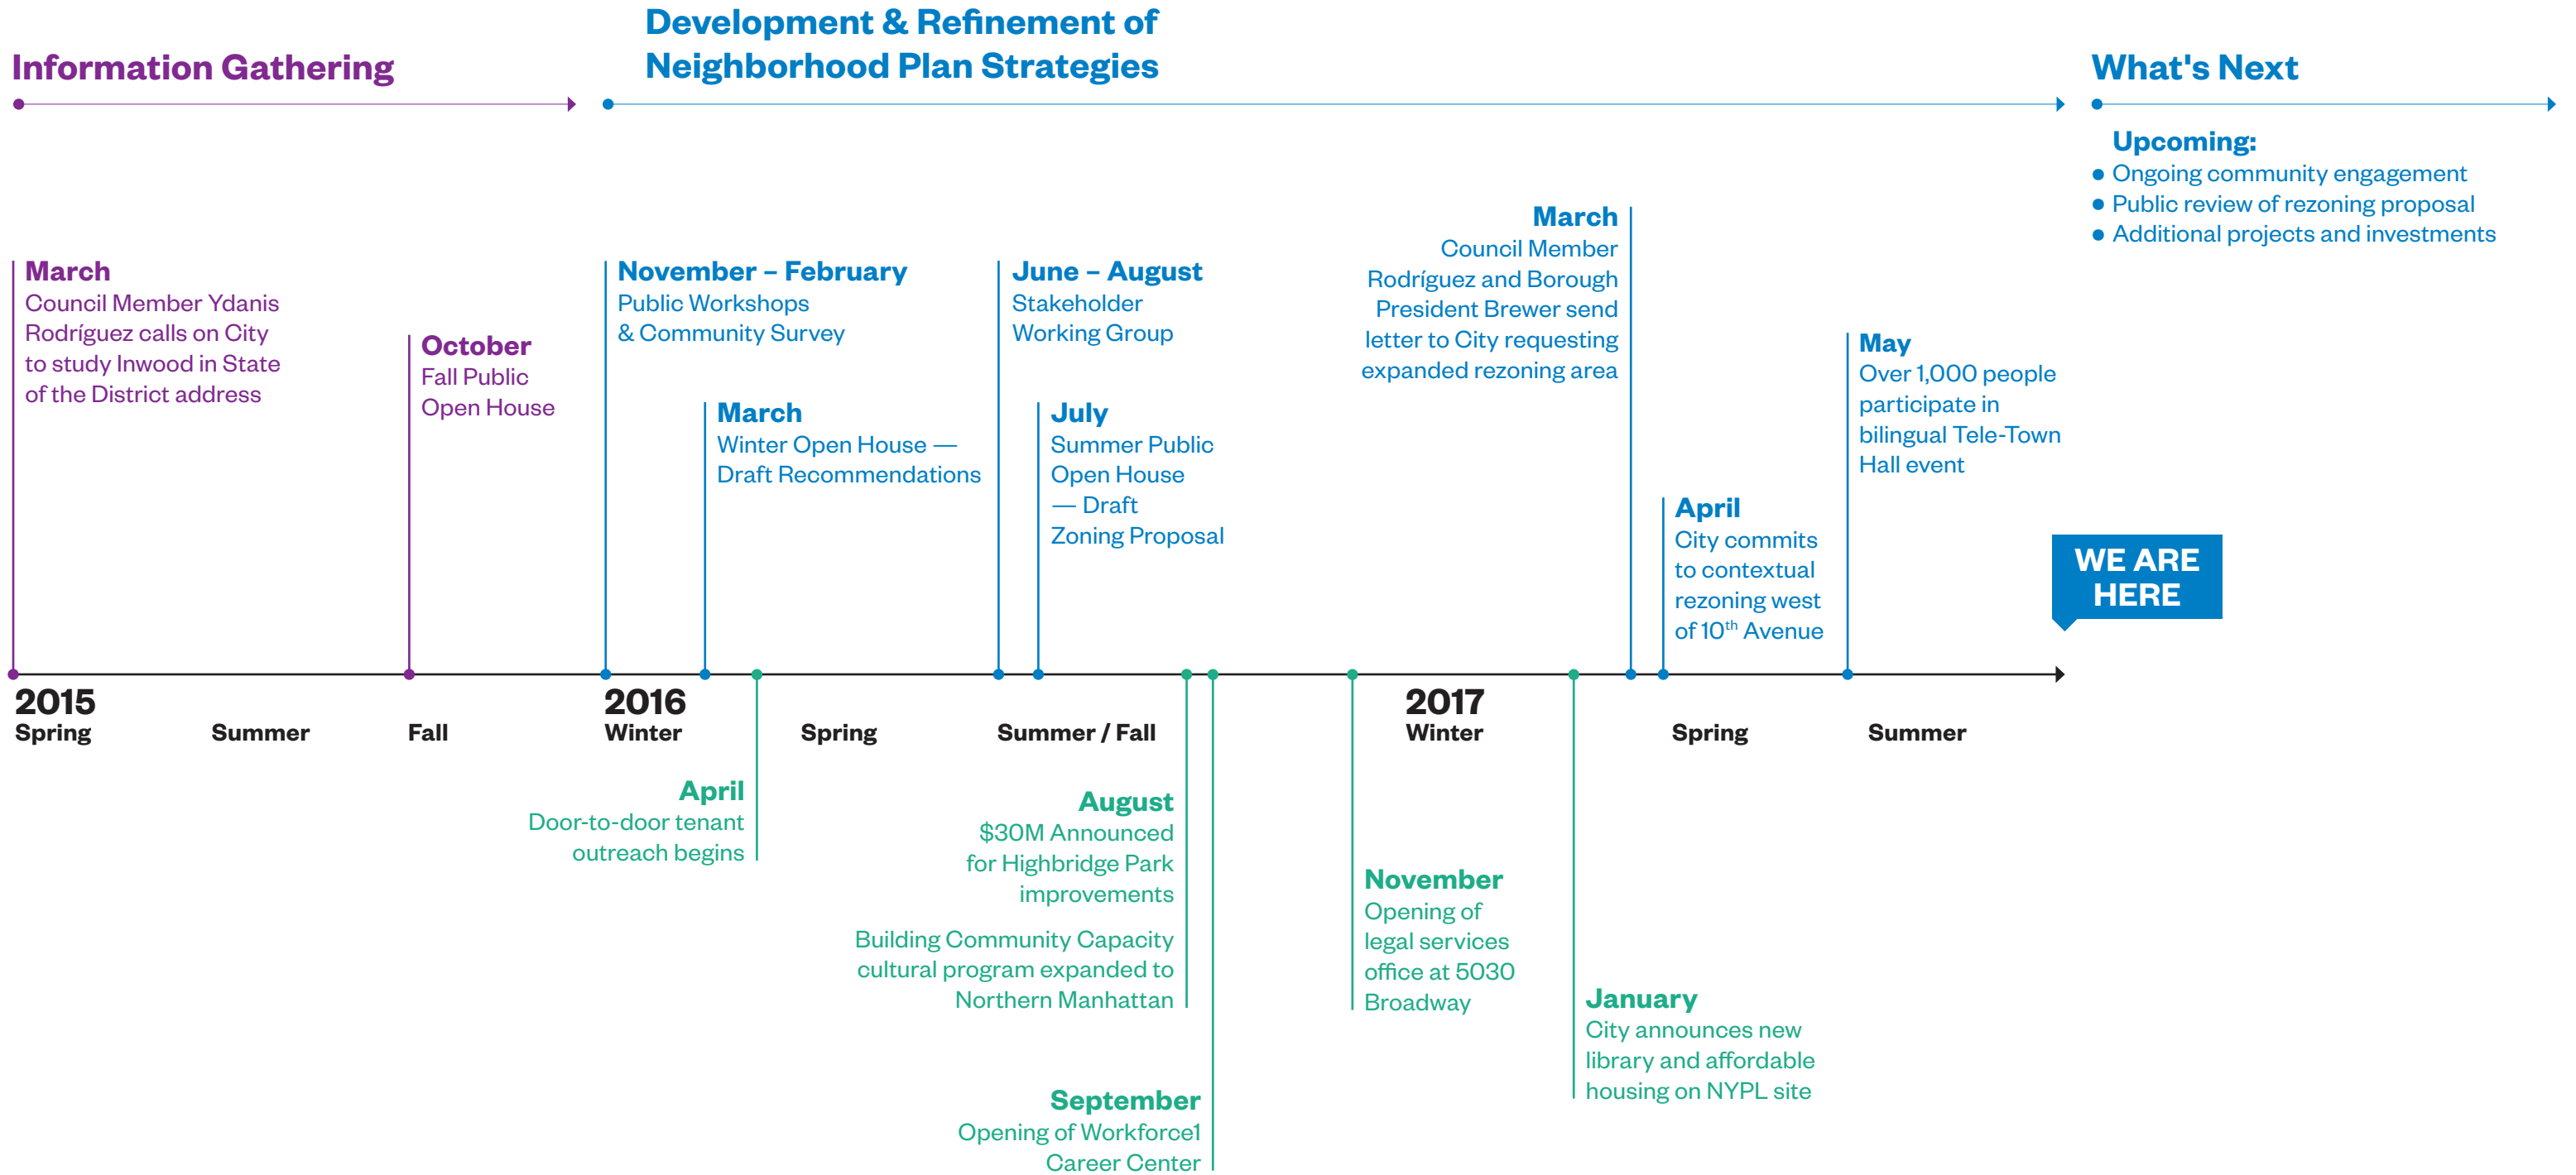 Development & Refinement of
Neighborhood Plan Strategies
Information Gathering
What's Next
Upcoming:
● Ongoing community engagement
● Public review of rezoning proposal
● Additional projects and investments
March
Council Member Ydanis
Rodríguez calls on City
to study Inwood in State
of the District address
October
Fall Public
Open House
November – February
Public Workshops
& Community Survey
March
Winter Open House —
Draft Recommendations
June – August
Stakeholder
Working Group
July
Summer Public
Open House
— Draft
Zoning Proposal
March
Council Member
Rodríguez and Borough
President Brewer send
letter to City requesting
expanded rezoning area
April
City commits
to contextual
rezoning west
of 10th Avenue
May
Over 1,000 people
participate in
bilingual Tele-Town
Hall event
WE ARE
HERE
2015
Spring
Summer
Fall
2016
Winter
Spring
Summer / Fall
2017
Winter
Spring
Summer
April
Door-to-door tenant
outreach begins
August
$30M Announced
for Highbridge Park
improvements
Building Community Capacity
cultural program expanded to
Northern Manhattan
September
Opening of Workforce1
Career Center
November
Opening of
legal services
office at 5030
Broadway
January
City announces new
library and affordable
housing on NYPL site